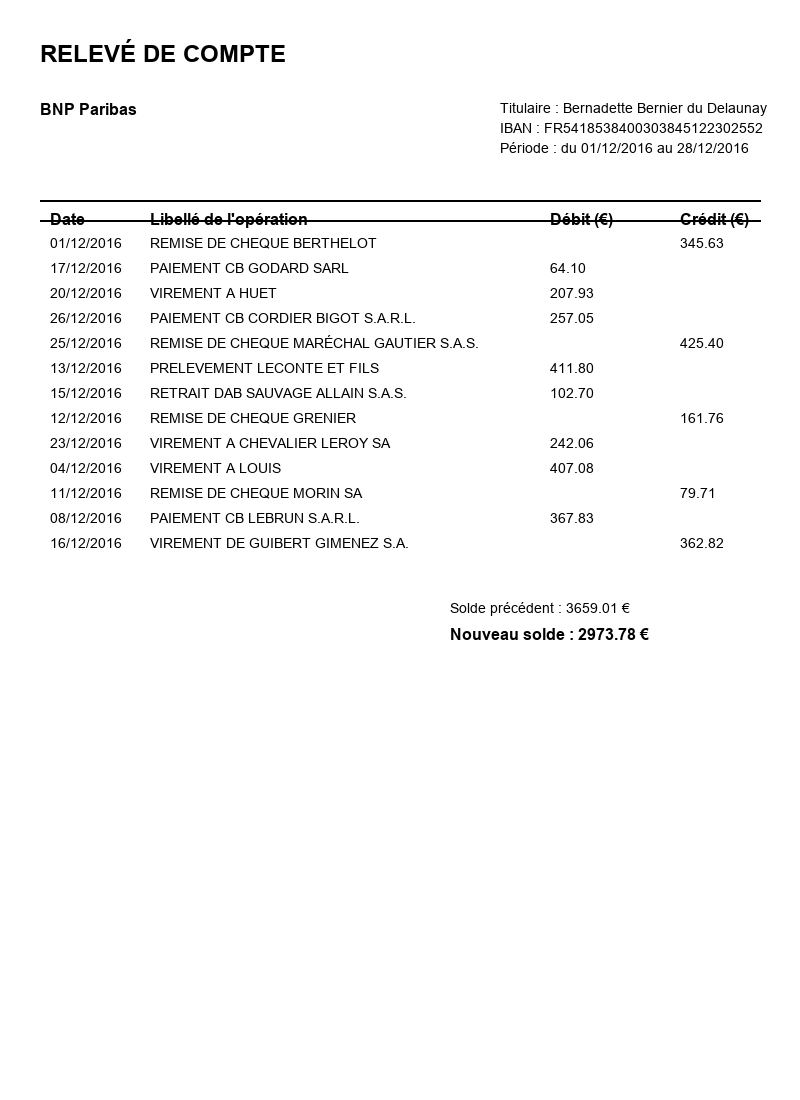 RELEVÉ DE COMPTE
BNP Paribas
Titulaire : Bernadette Bernier du Delaunay
IBAN : FR5418538400303845122302552
Période : du 01/12/2016 au 28/12/2016
Date Libellé de l'opération Débit (€) Crédit (€)
01/12/2016 REMISE DE CHEQUE BERTHELOT 345.63
17/12/2016 PAIEMENT CB GODARD SARL 64.10
20/12/2016 VIREMENT A HUET 207.93
26/12/2016 PAIEMENT CB CORDIER BIGOT S.A.R.L. 257.05
25/12/2016 REMISE DE CHEQUE MARÉCHAL GAUTIER S.A.S. 425.40
13/12/2016 PRELEVEMENT LECONTE ET FILS 411.80
15/12/2016 RETRAIT DAB SAUVAGE ALLAIN S.A.S. 102.70
12/12/2016 REMISE DE CHEQUE GRENIER 161.76
23/12/2016 VIREMENT A CHEVALIER LEROY SA 242.06
04/12/2016 VIREMENT A LOUIS 407.08
11/12/2016 REMISE DE CHEQUE MORIN SA 79.71
08/12/2016 PAIEMENT CB LEBRUN S.A.R.L. 367.83
16/12/2016 VIREMENT DE GUIBERT GIMENEZ S.A. 362.82
Solde précédent : 3659.01 €
Nouveau solde : 2973.78 €